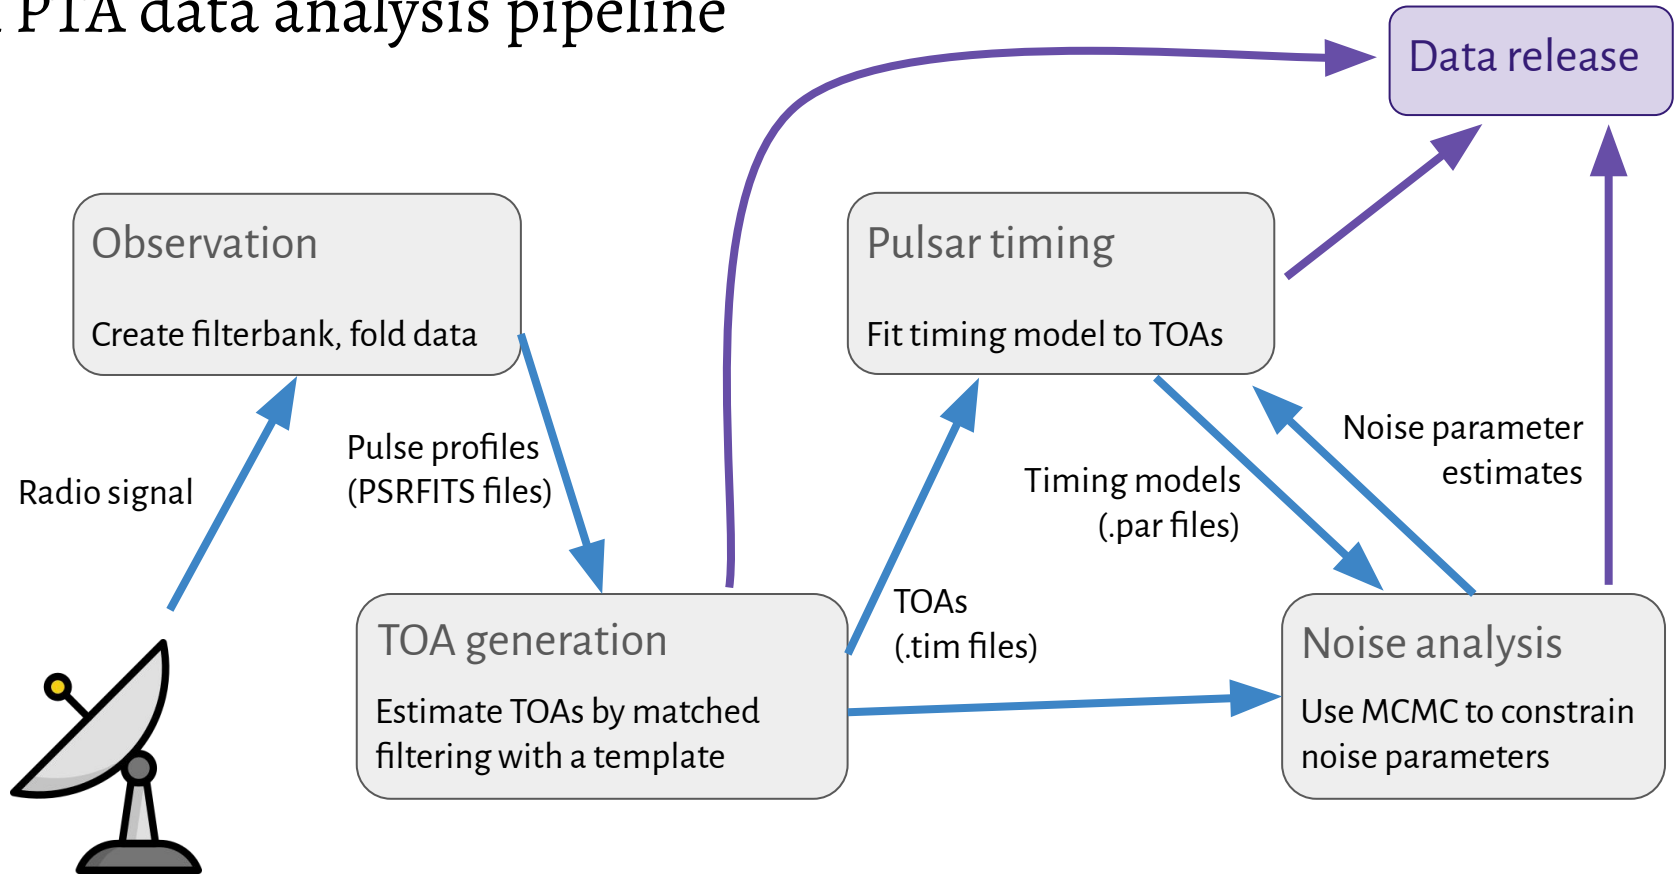 PTA data analysis pipeline
Data release
Observation
Create filterbank, fold data
Pulsar timing
Fit timing model to TOAs
Radio signal
Pulse profiles
(PSRFITS files)
Timing models
(.par files)
Noise parameter
estimates
TOAs
(.tim files)
TOA generation
Estimate TOAs by matched
filtering with a template
Noise analysis
Use MCMC to constrain
noise parameters